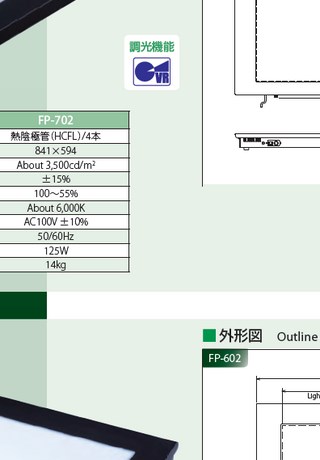 調光機能
VR
FP-702
熱陰極管（HCFL）/4本
841×594
About 3,500cd/m²
±15%
100〜55%
About 6,000K
AC100V ±10%
50/60Hz
125W
14kg
■外形図 Outline
FP-602
Ligh